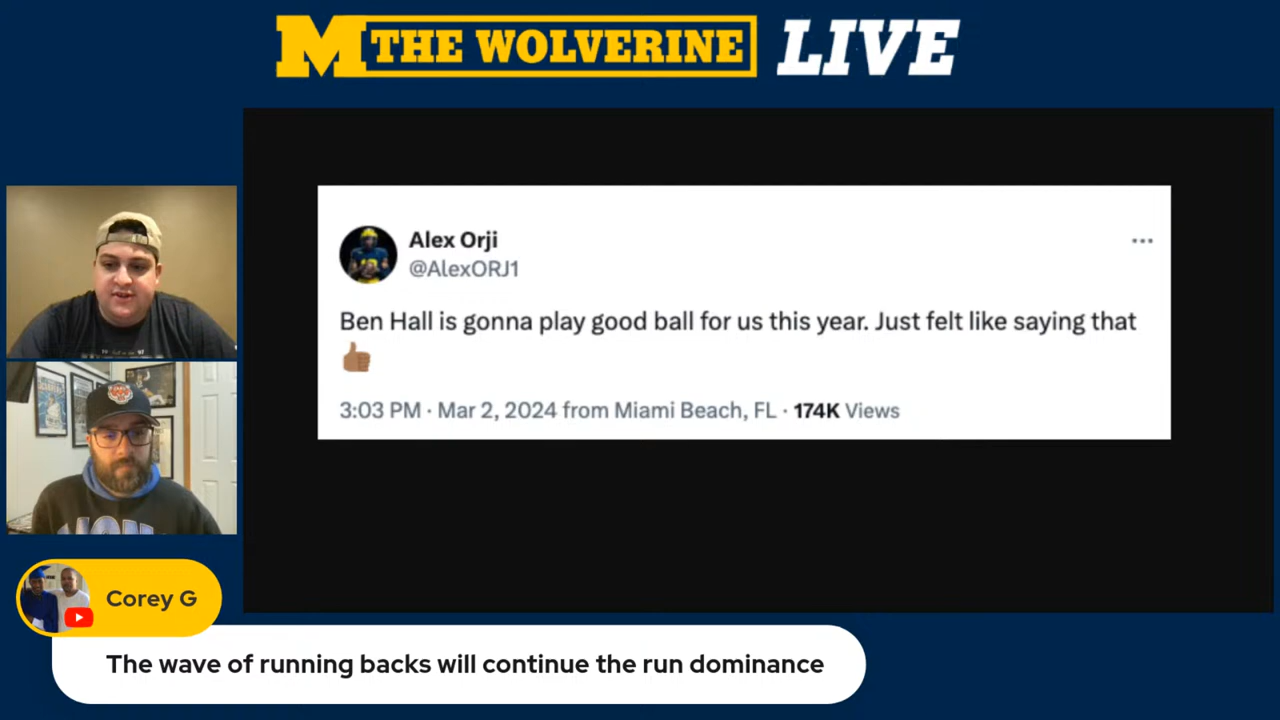 M THE WOLVERINE LIVE
Alex Orji
@AlexORJ1
Ben Hall is gonna play good ball for us this year. Just felt like saying that
👍🏽
3:03 PM · Mar 2, 2024 from Miami Beach, FL · 174K Views
Corey G
The wave of running backs will continue the run dominance